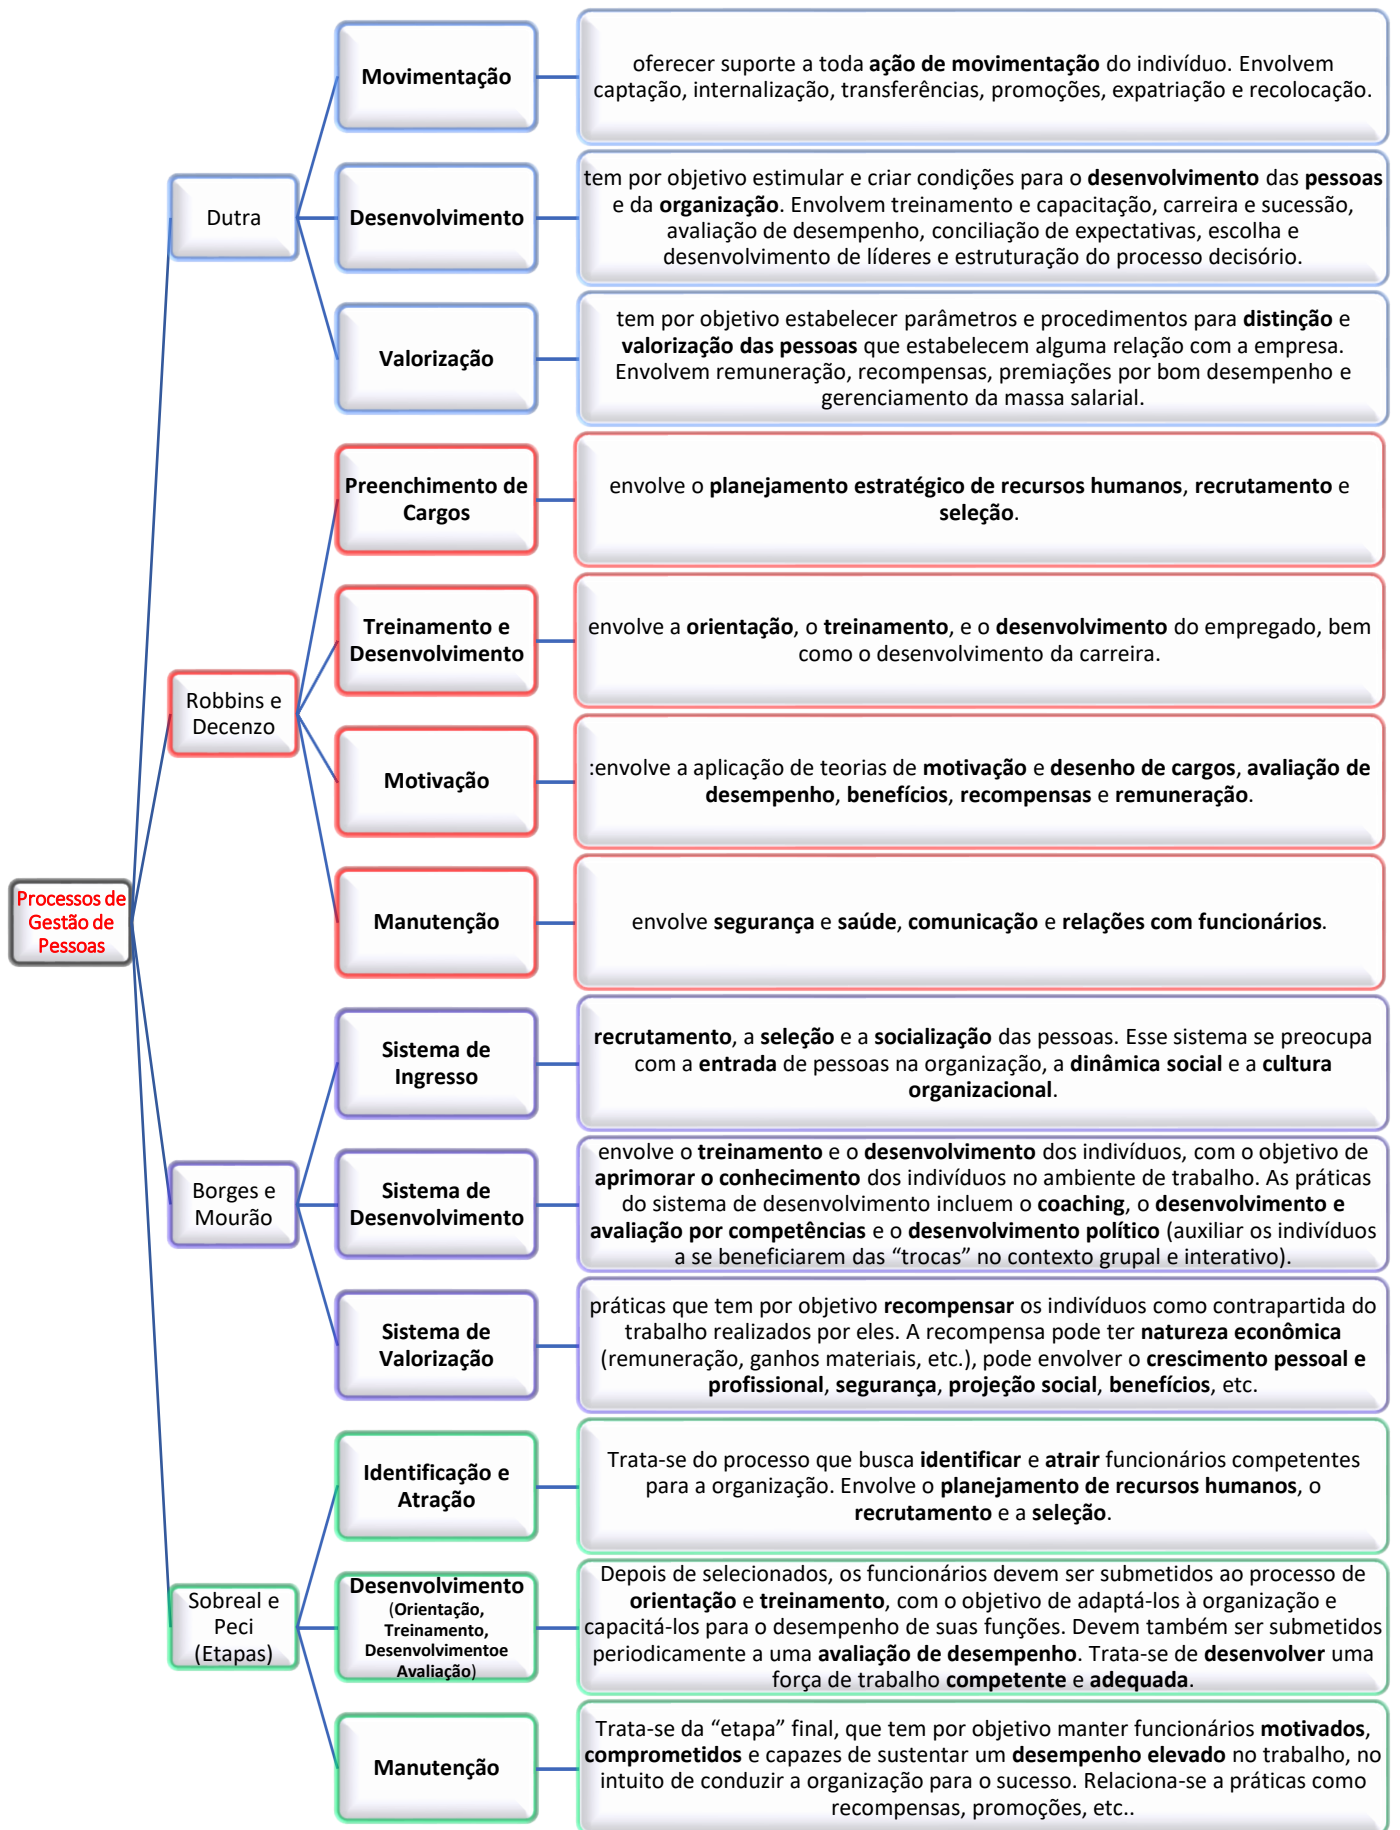 Processos de
Gestão de
Pessoas
Dutra
Movimentação
oferecer suporte a toda ação de movimentação do indivíduo. Envolvem
captação, internalização, transferências, promoções, expatriação e recolocação.
Desenvolvimento
tem por objetivo estimular e criar condições para o desenvolvimento das pessoas
e da organização. Envolvem treinamento e capacitação, carreira e sucessão,
avaliação de desempenho, conciliação de expectativas, escolha e
desenvolvimento de líderes e estruturação do processo decisório.
Valorização
tem por objetivo estabelecer parâmetros e procedimentos para distinção e
valorização das pessoas que estabelecem alguma relação com a empresa.
Envolvem remuneração, recompensas, premiações por bom desempenho e
gerenciamento da massa salarial.
Robbins e
Decenzo
Preenchimento de
Cargos
envolve o planejamento estratégico de recursos humanos, recrutamento e
seleção.
Treinamento e
Desenvolvimento
envolve a orientação, o treinamento, e o desenvolvimento do empregado, bem
como o desenvolvimento da carreira.
Motivação
:envolve a aplicação de teorias de motivação e desenho de cargos, avaliação de
desempenho, benefícios, recompensas e remuneração.
Manutenção
envolve segurança e saúde, comunicação e relações com funcionários.
Borges e
Mourão
Sistema de
Ingresso
recrutamento, a seleção e a socialização das pessoas. Esse sistema se preocupa
com a entrada de pessoas na organização, a dinâmica social e a cultura
organizacional.
Sistema de
Desenvolvimento
envolve o treinamento e o desenvolvimento dos indivíduos, com o objetivo de
aprimorar o conhecimento dos indivíduos no ambiente de trabalho. As práticas
do sistema de desenvolvimento incluem o coaching, o desenvolvimento e
avaliação por competências e o desenvolvimento político (auxiliar os indivíduos
a se beneficiarem das “trocas” no contexto grupal e interativo).
Sistema de
Valorização
práticas que tem por objetivo recompensar os indivíduos como contrapartida do
trabalho realizados por eles. A recompensa pode ter natureza econômica
(remuneração, ganhos materiais, etc.), pode envolver o crescimento pessoal e
profissional, segurança, projeção social, benefícios, etc.
Sobreal e
Peci
(Etapas)
Identificação e
Atração
Trata-se do processo que busca identificar e atrair funcionários competentes
para a organização. Envolve o planejamento de recursos humanos, o
recrutamento e a seleção.
Desenvolvimento
(Orientação,
Treinamento,
Desenvolvimentoe
Avaliação)
Depois de selecionados, os funcionários devem ser submetidos ao processo de
orientação e treinamento, com o objetivo de adaptá-los à organização e
capacitá-los para o desempenho de suas funções. Devem também ser submetidos
periodicamente a uma avaliação de desempenho. Trata-se de desenvolver uma
força de trabalho competente e adequada.
Manutenção
Trata-se da “etapa” final, que tem por objetivo manter funcionários motivados,
comprometidos e capazes de sustentar um desempenho elevado no trabalho, no
intuito de conduzir a organização para o sucesso. Relaciona-se a práticas como
recompensas, promoções, etc..